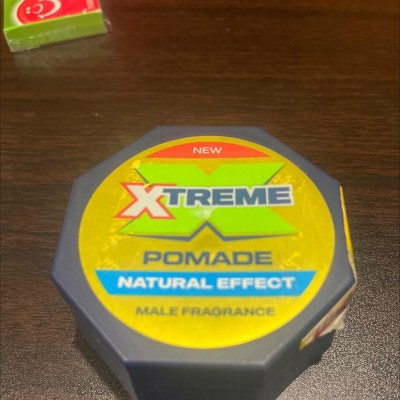 NEW
XTREME
POMADE
NATURAL EFFECT
MALE FRAGRANCE